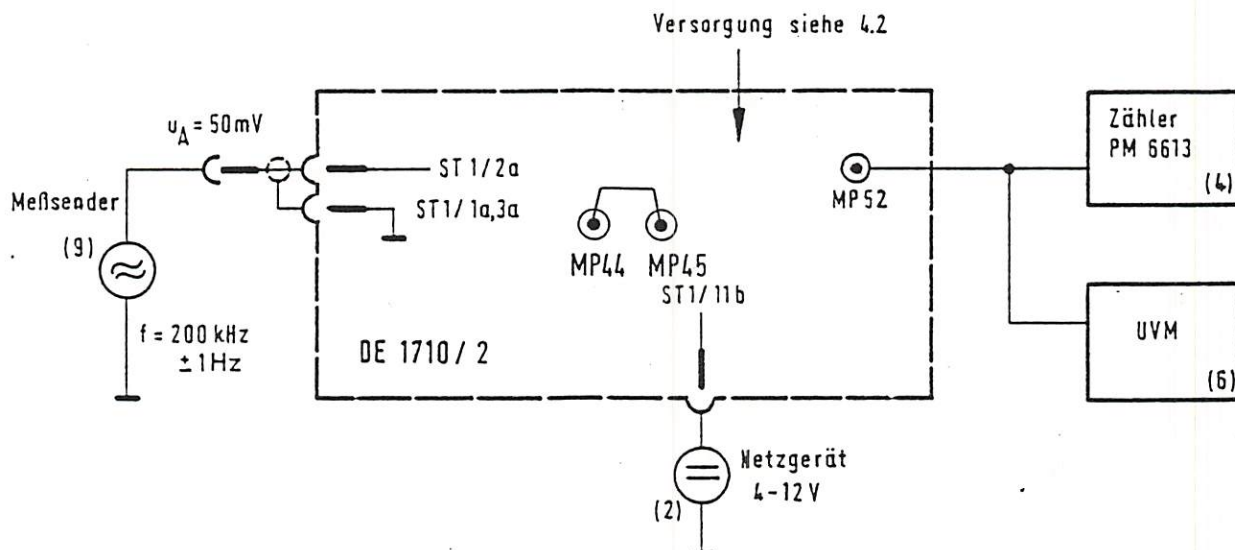 Versorgung siehe 4.2
u_A = 50mV
ST 1/2a
ST1/ 1a,3a
Meßsender
(9)
f = 200 kHz
± 1Hz
DE 1710 / 2
MP44
MP45
ST1/ 11b
MP52
Zähler
PM 6613
(4)
UVM
(6)
Netzgerät
4-12V
(2)